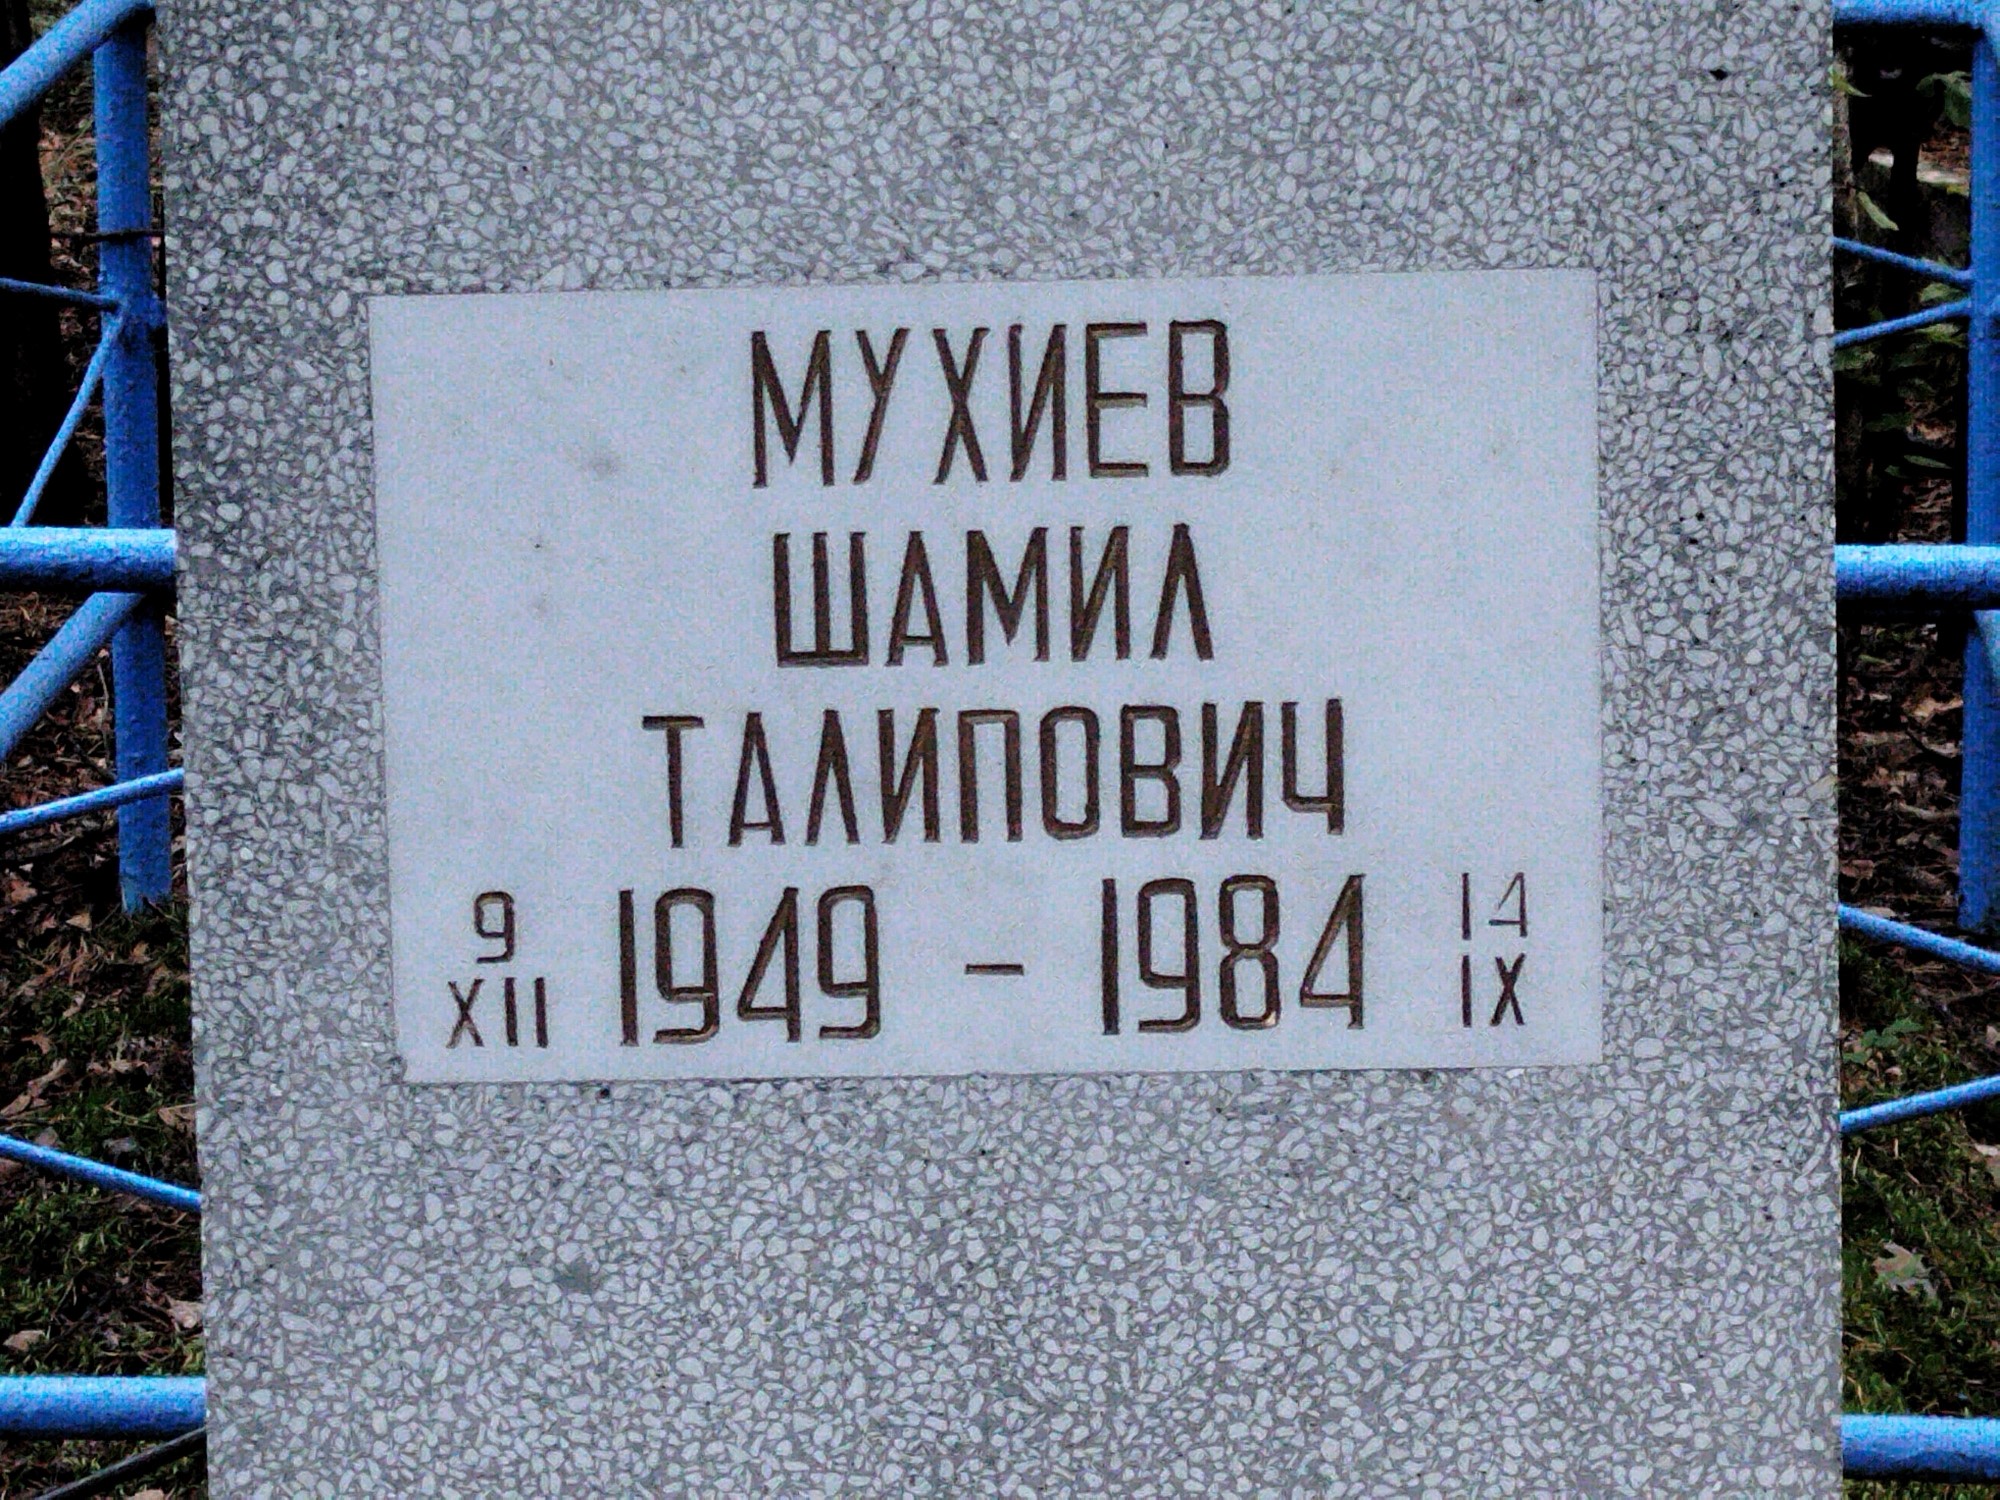 МУХИЕВ
ШАМИЛ
ТАЛИПОВИЧ
9 XII 1949 - 1984 14 IX